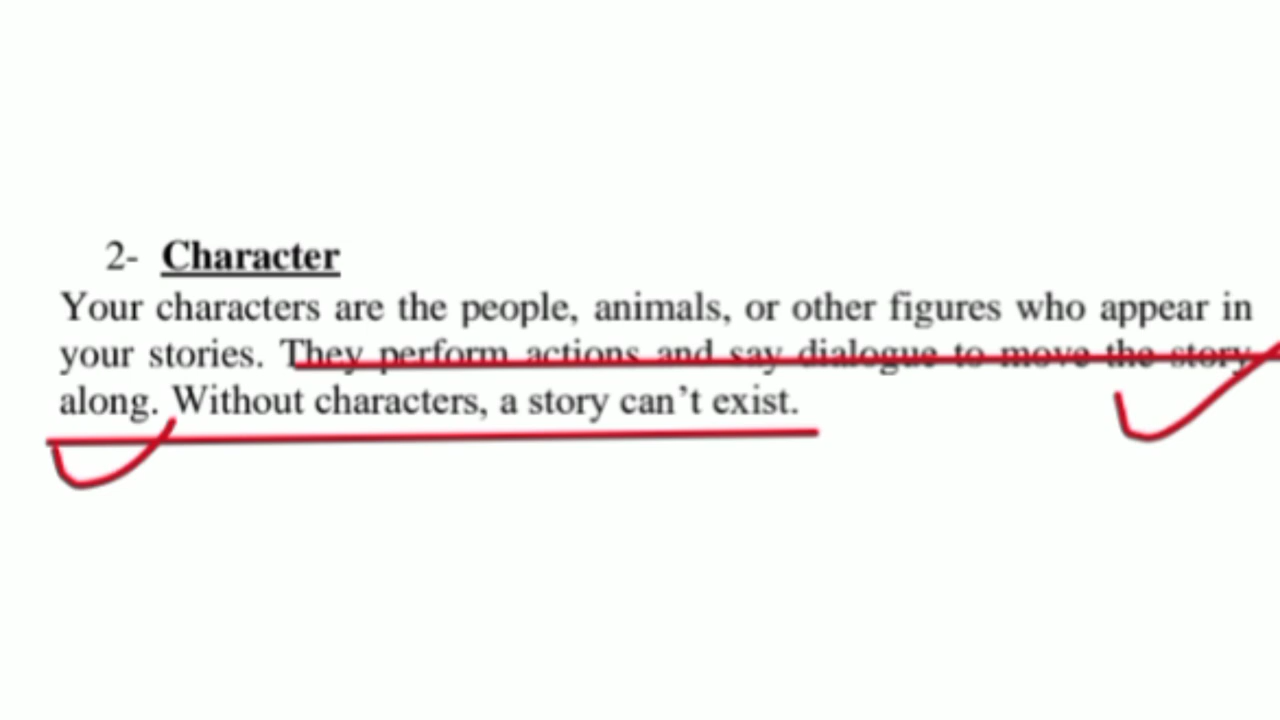 2- Character
Your characters are the people, animals, or other figures who appear in
your stories. They perform actions and say dialogue to move the story
along. Without characters, a story can’t exist.